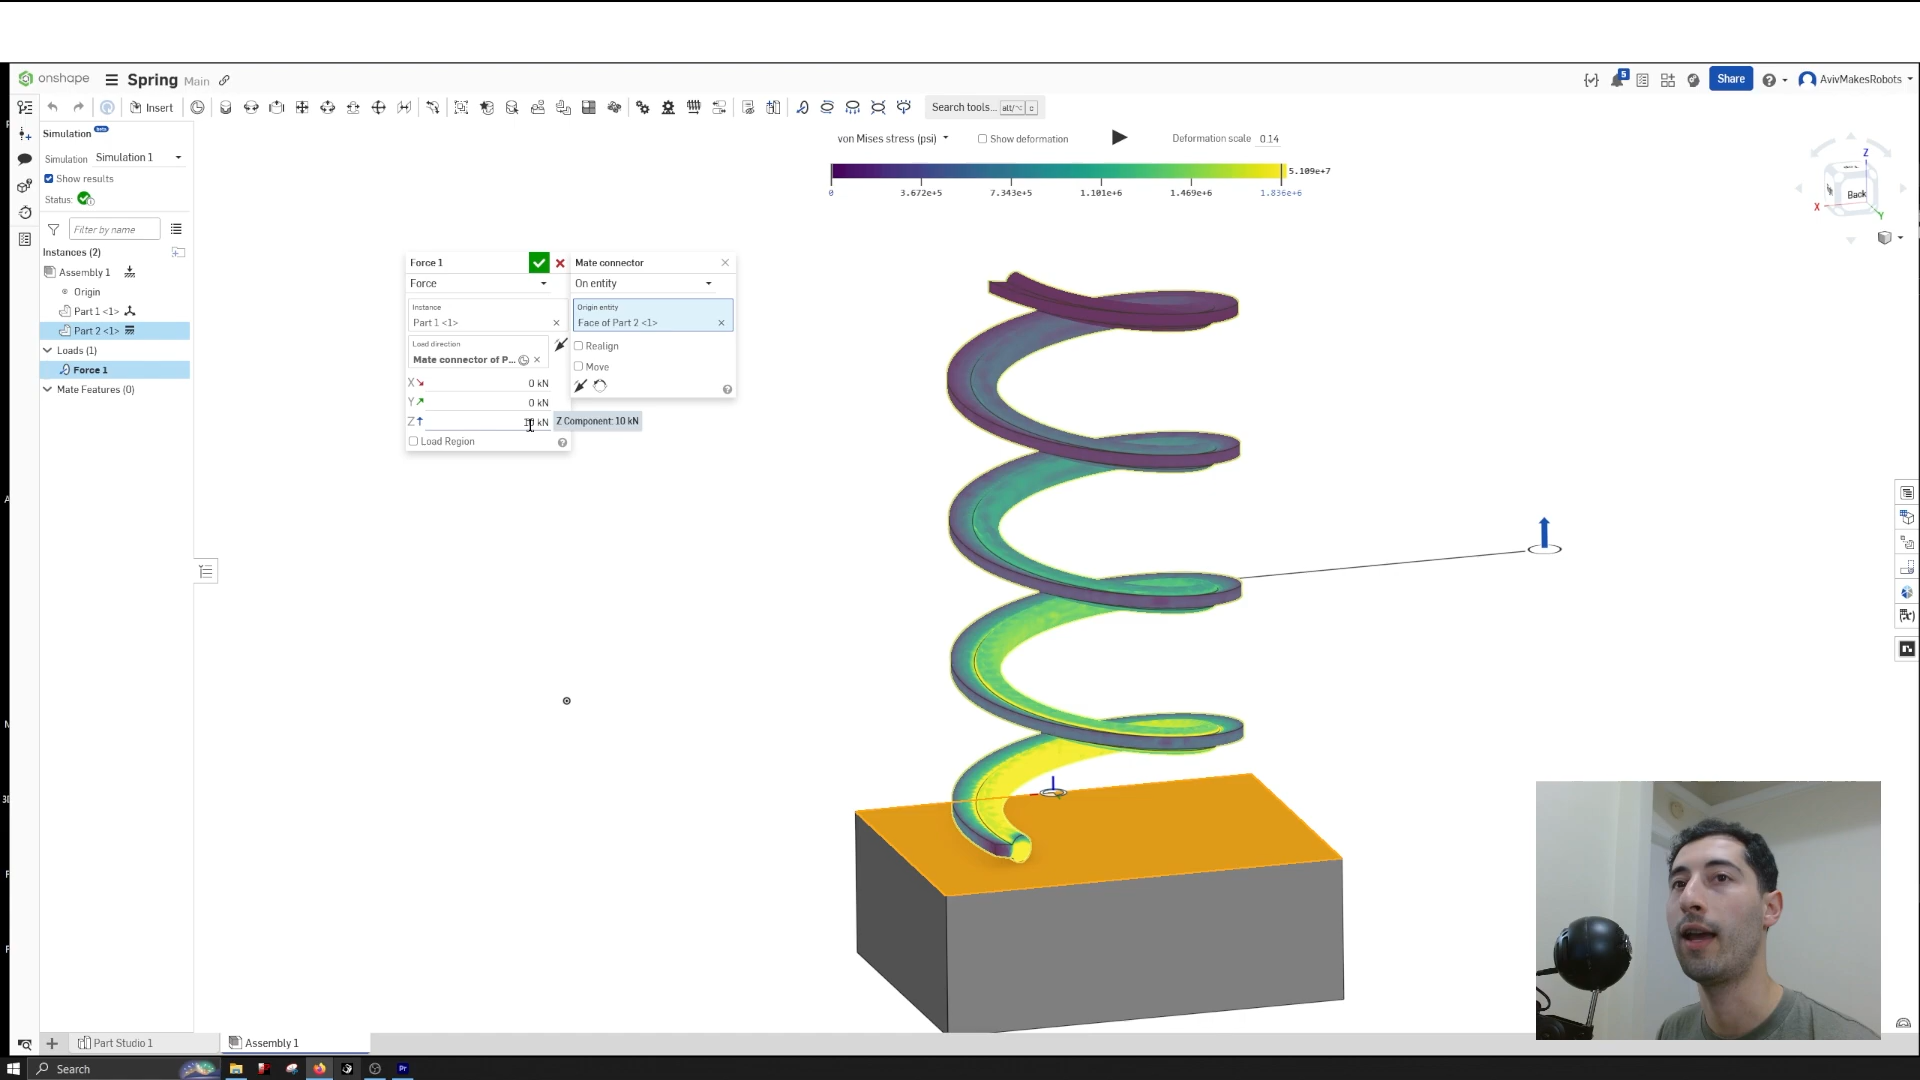 onshape
Spring Main
5
Share
AvivMakesRobots
Insert
Search tools... alt/⌥ c
Simulation beta
Simulation Simulation 1
Show results
Status:
Filter by name
Instances (2)
Assembly 1
Origin
Part 1 <1>
Part 2 <1>
Loads (1)
Force 1
Mate Features (0)
von Mises stress (psi)
Show deformation
Deformation scale 0.14
5.109e+7
0 3.672e+5 7.343e+5 1.101e+6 1.469e+6 1.836e+6
Z
Back
X
Y
Force 1
Force
Instance
Part 1 <1>
Load direction
Mate connector of P...
X 0 kN
Y 0 kN
Z 10 kN
Load Region
Mate connector
On entity
Origin entity
Face of Part 2 <1>
Realign
Move
Z Component: 10 kN
Part Studio 1
Assembly 1
Search
Pr